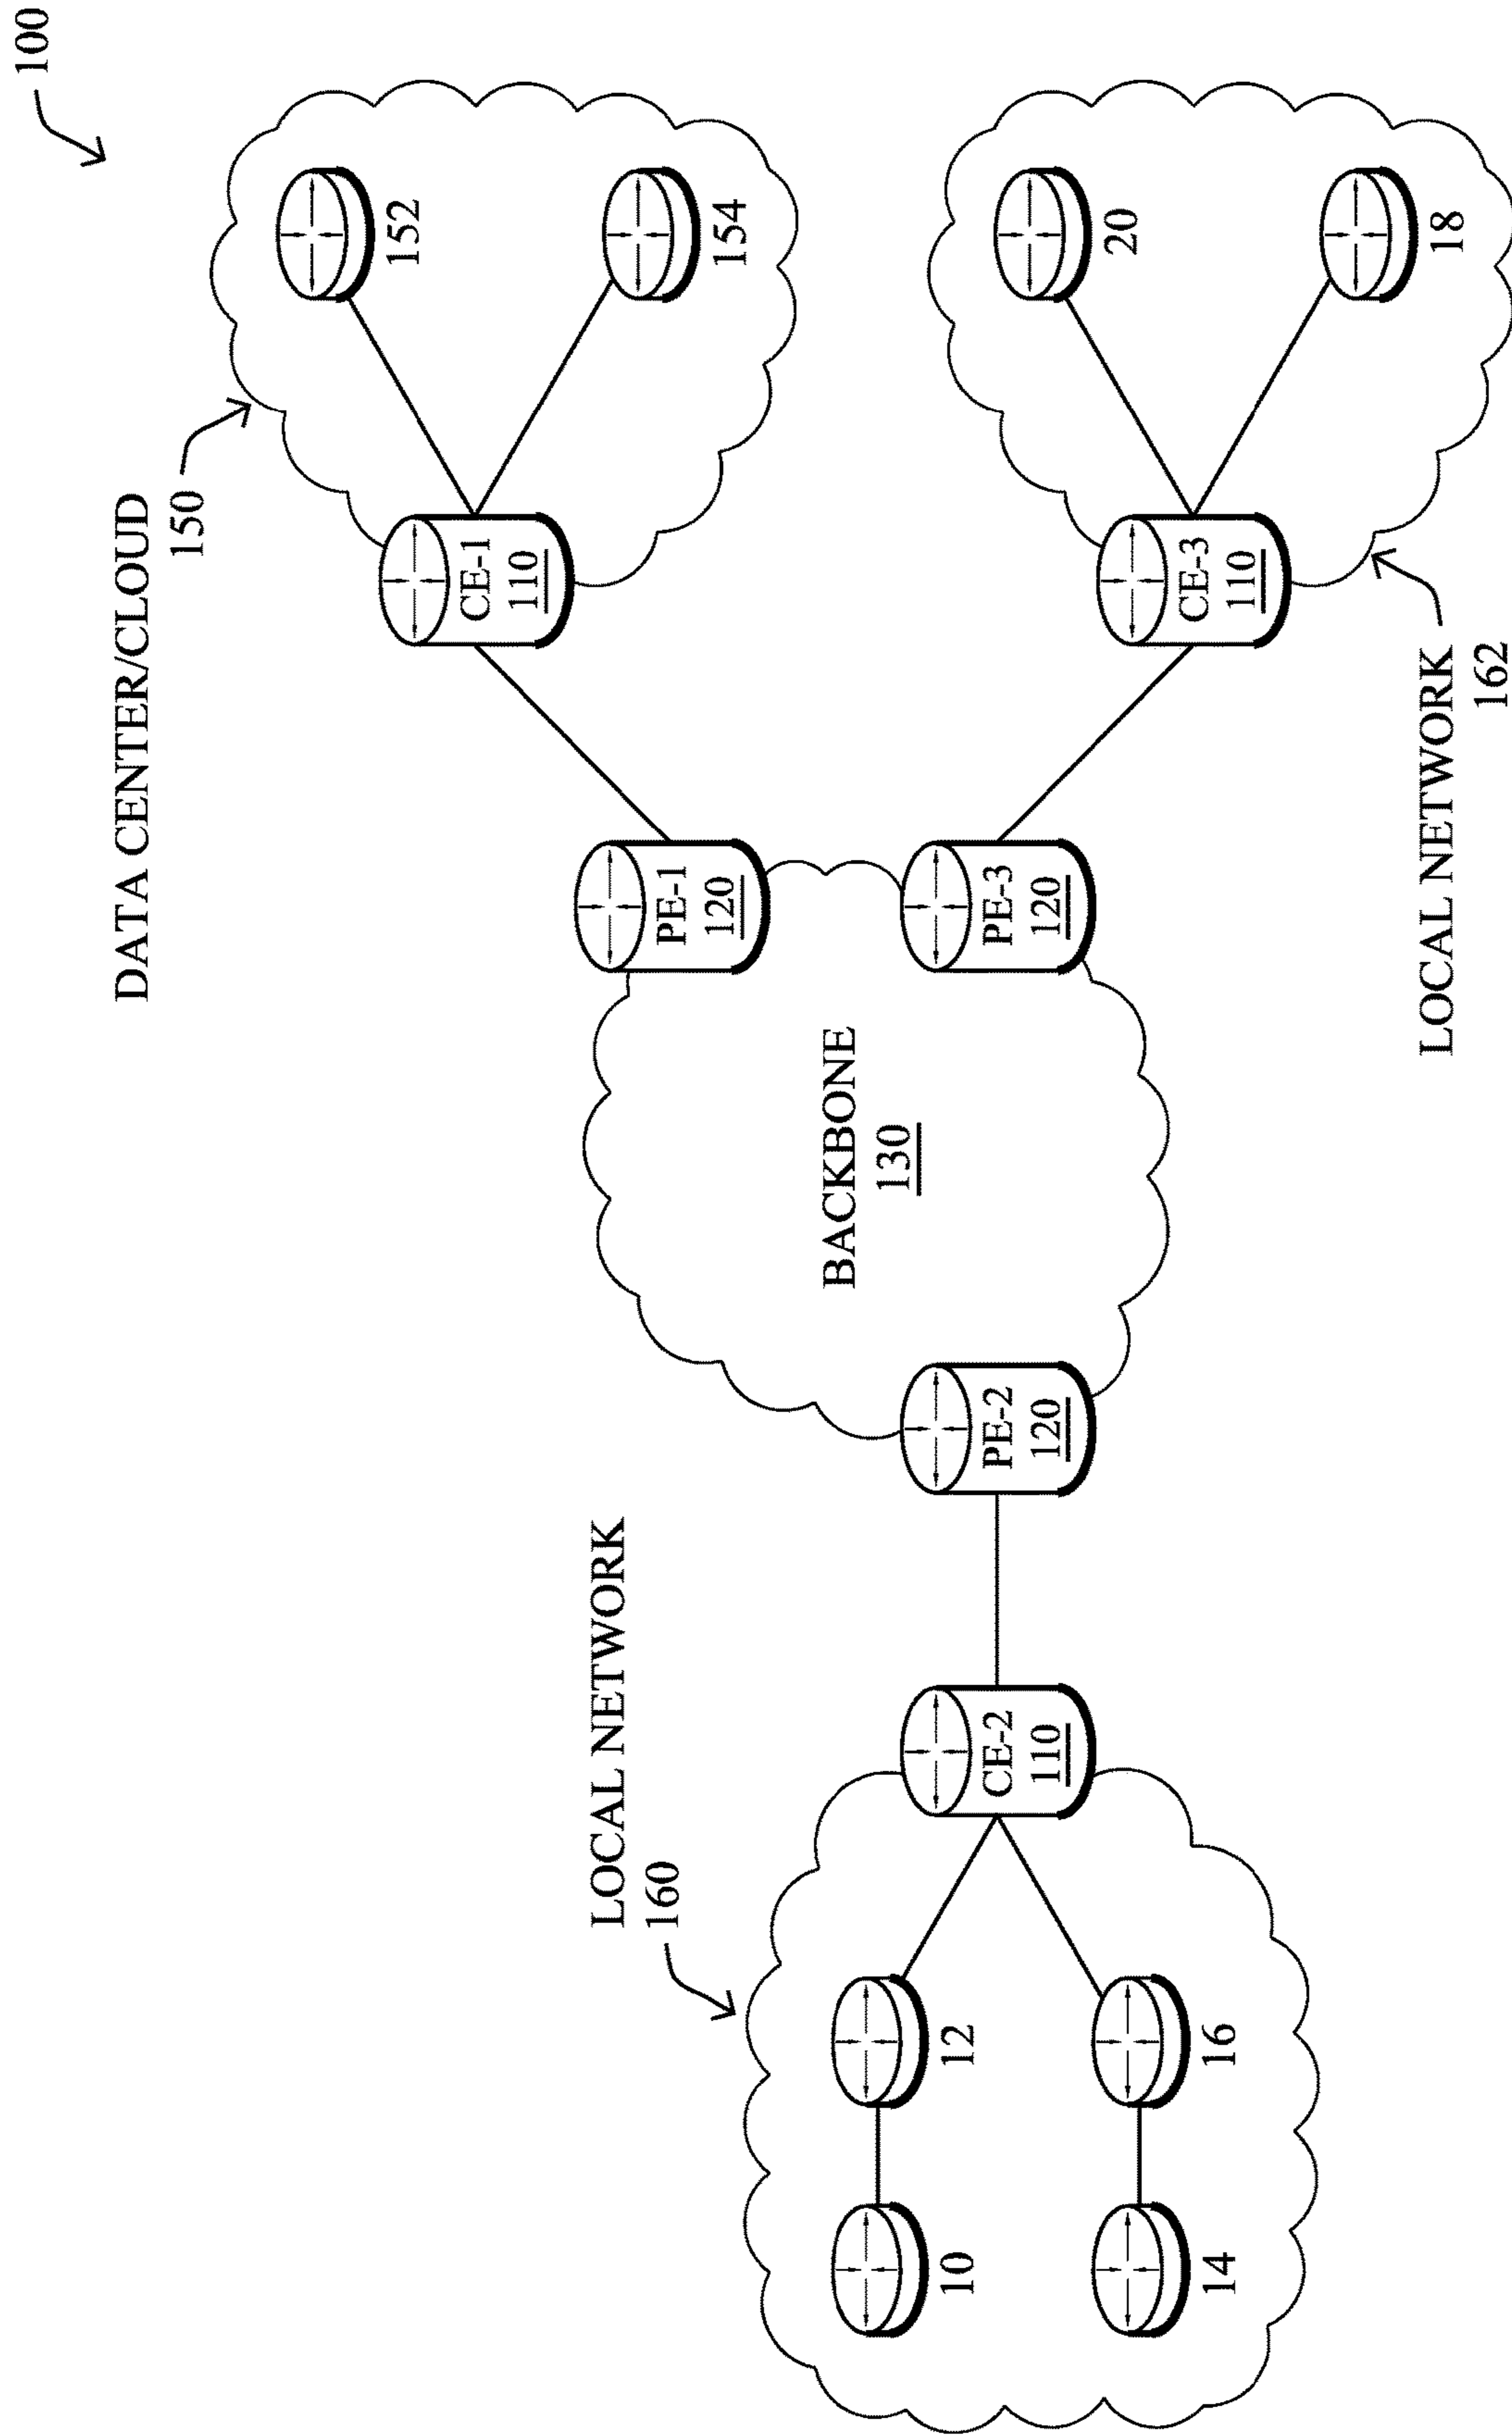 100
DATA CENTER/CLOUD
150
152
154
CE-1
110
PE-1
120
BACKBONE
130
PE-3
120
CE-3
110
20
18
LOCAL NETWORK
162
PE-2
120
LOCAL NETWORK
160
CE-2
110
12
10
16
14